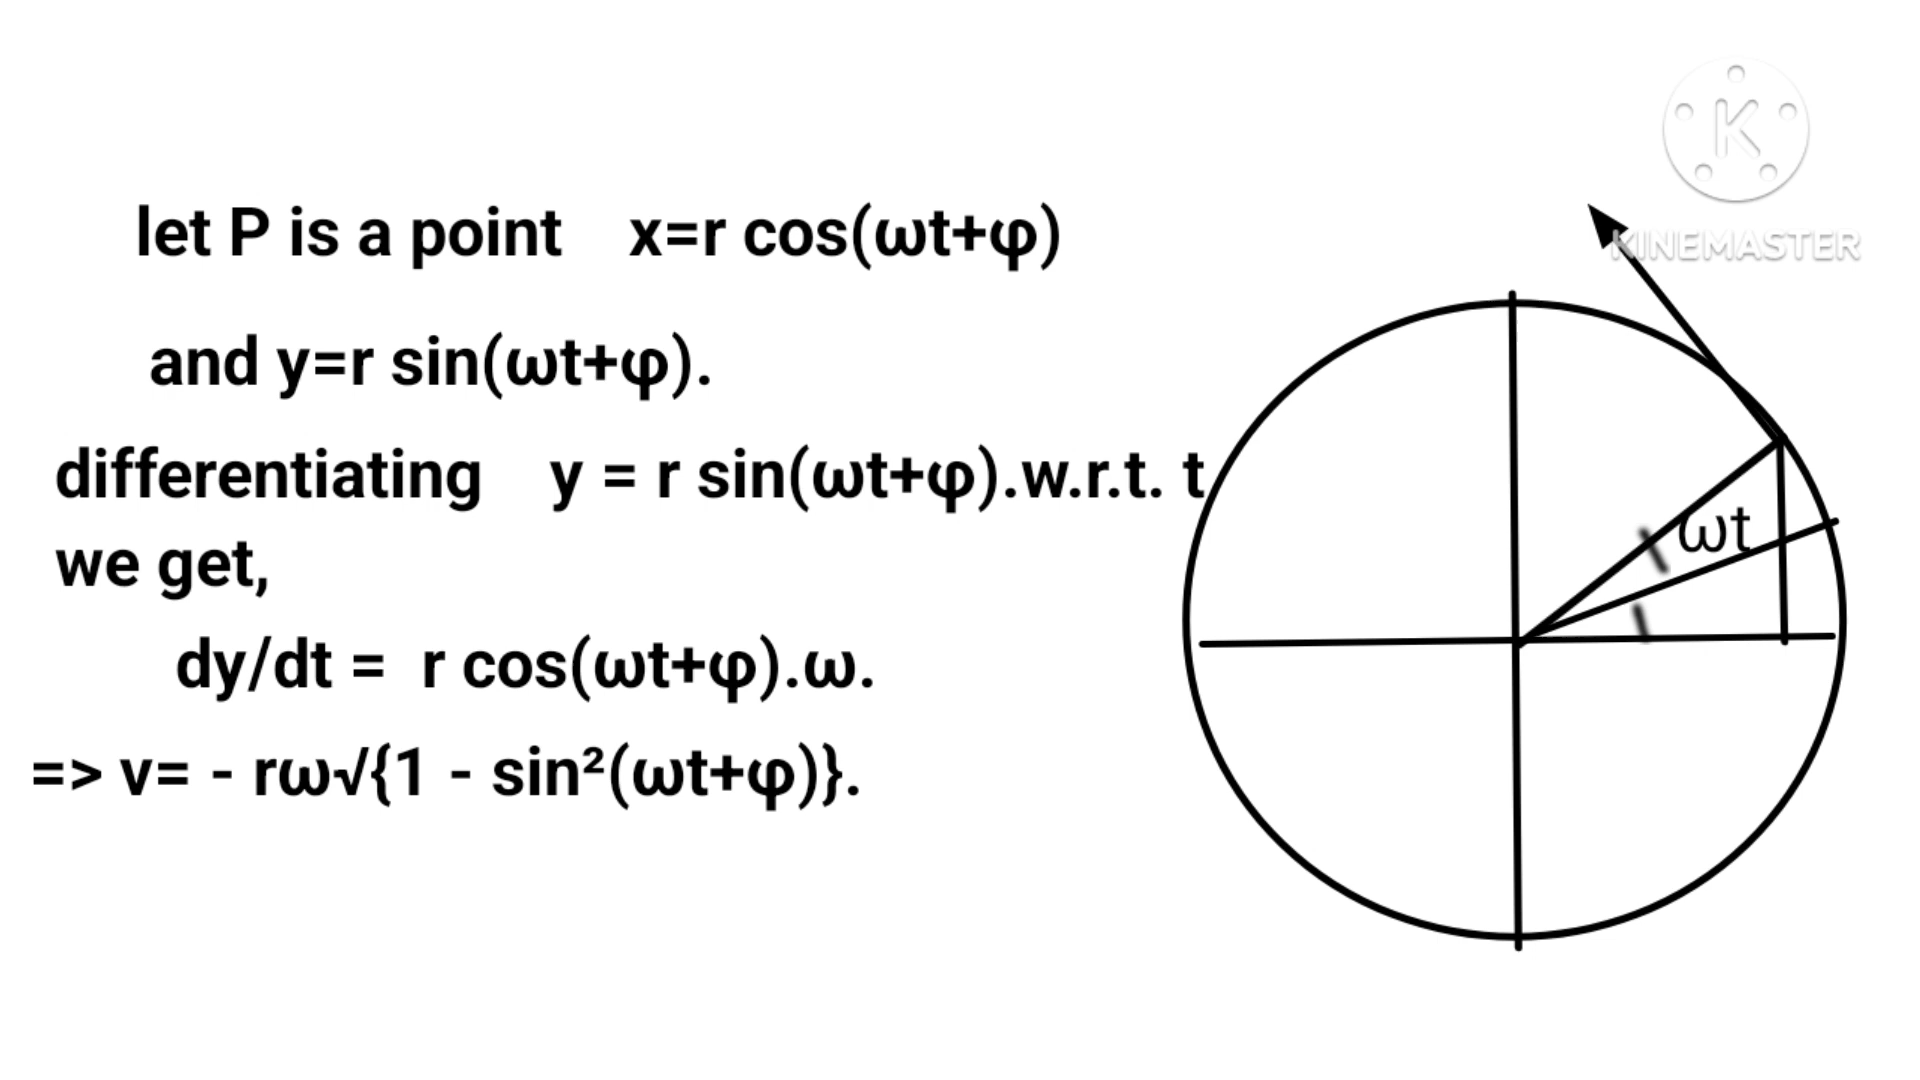 let P is a point x=r cos(ωt+φ)
and y=r sin(ωt+φ).
differentiating y = r sin(ωt+φ).w.r.t. t
we get,
dy/dt = r cos(ωt+φ).ω.
=> v= - rω√{1 - sin²(ωt+φ)}.
K
KINEMASTER
ωt